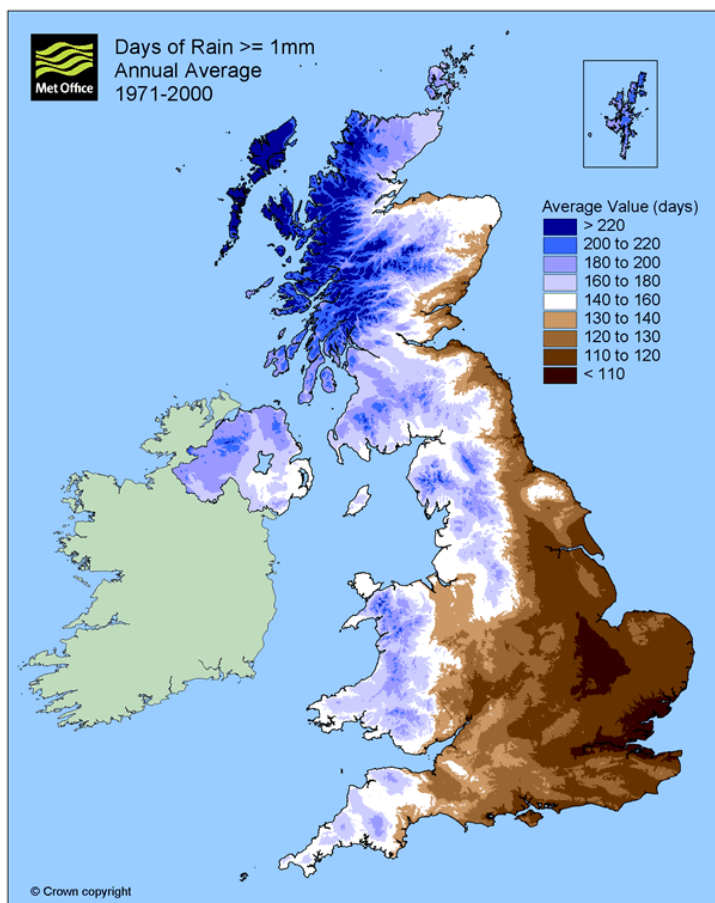 Met Office
Days of Rain >= 1mm
Annual Average
1971-2000
Average Value (days)
> 220
200 to 220
180 to 200
160 to 180
140 to 160
130 to 140
120 to 130
110 to 120
< 110
© Crown copyright